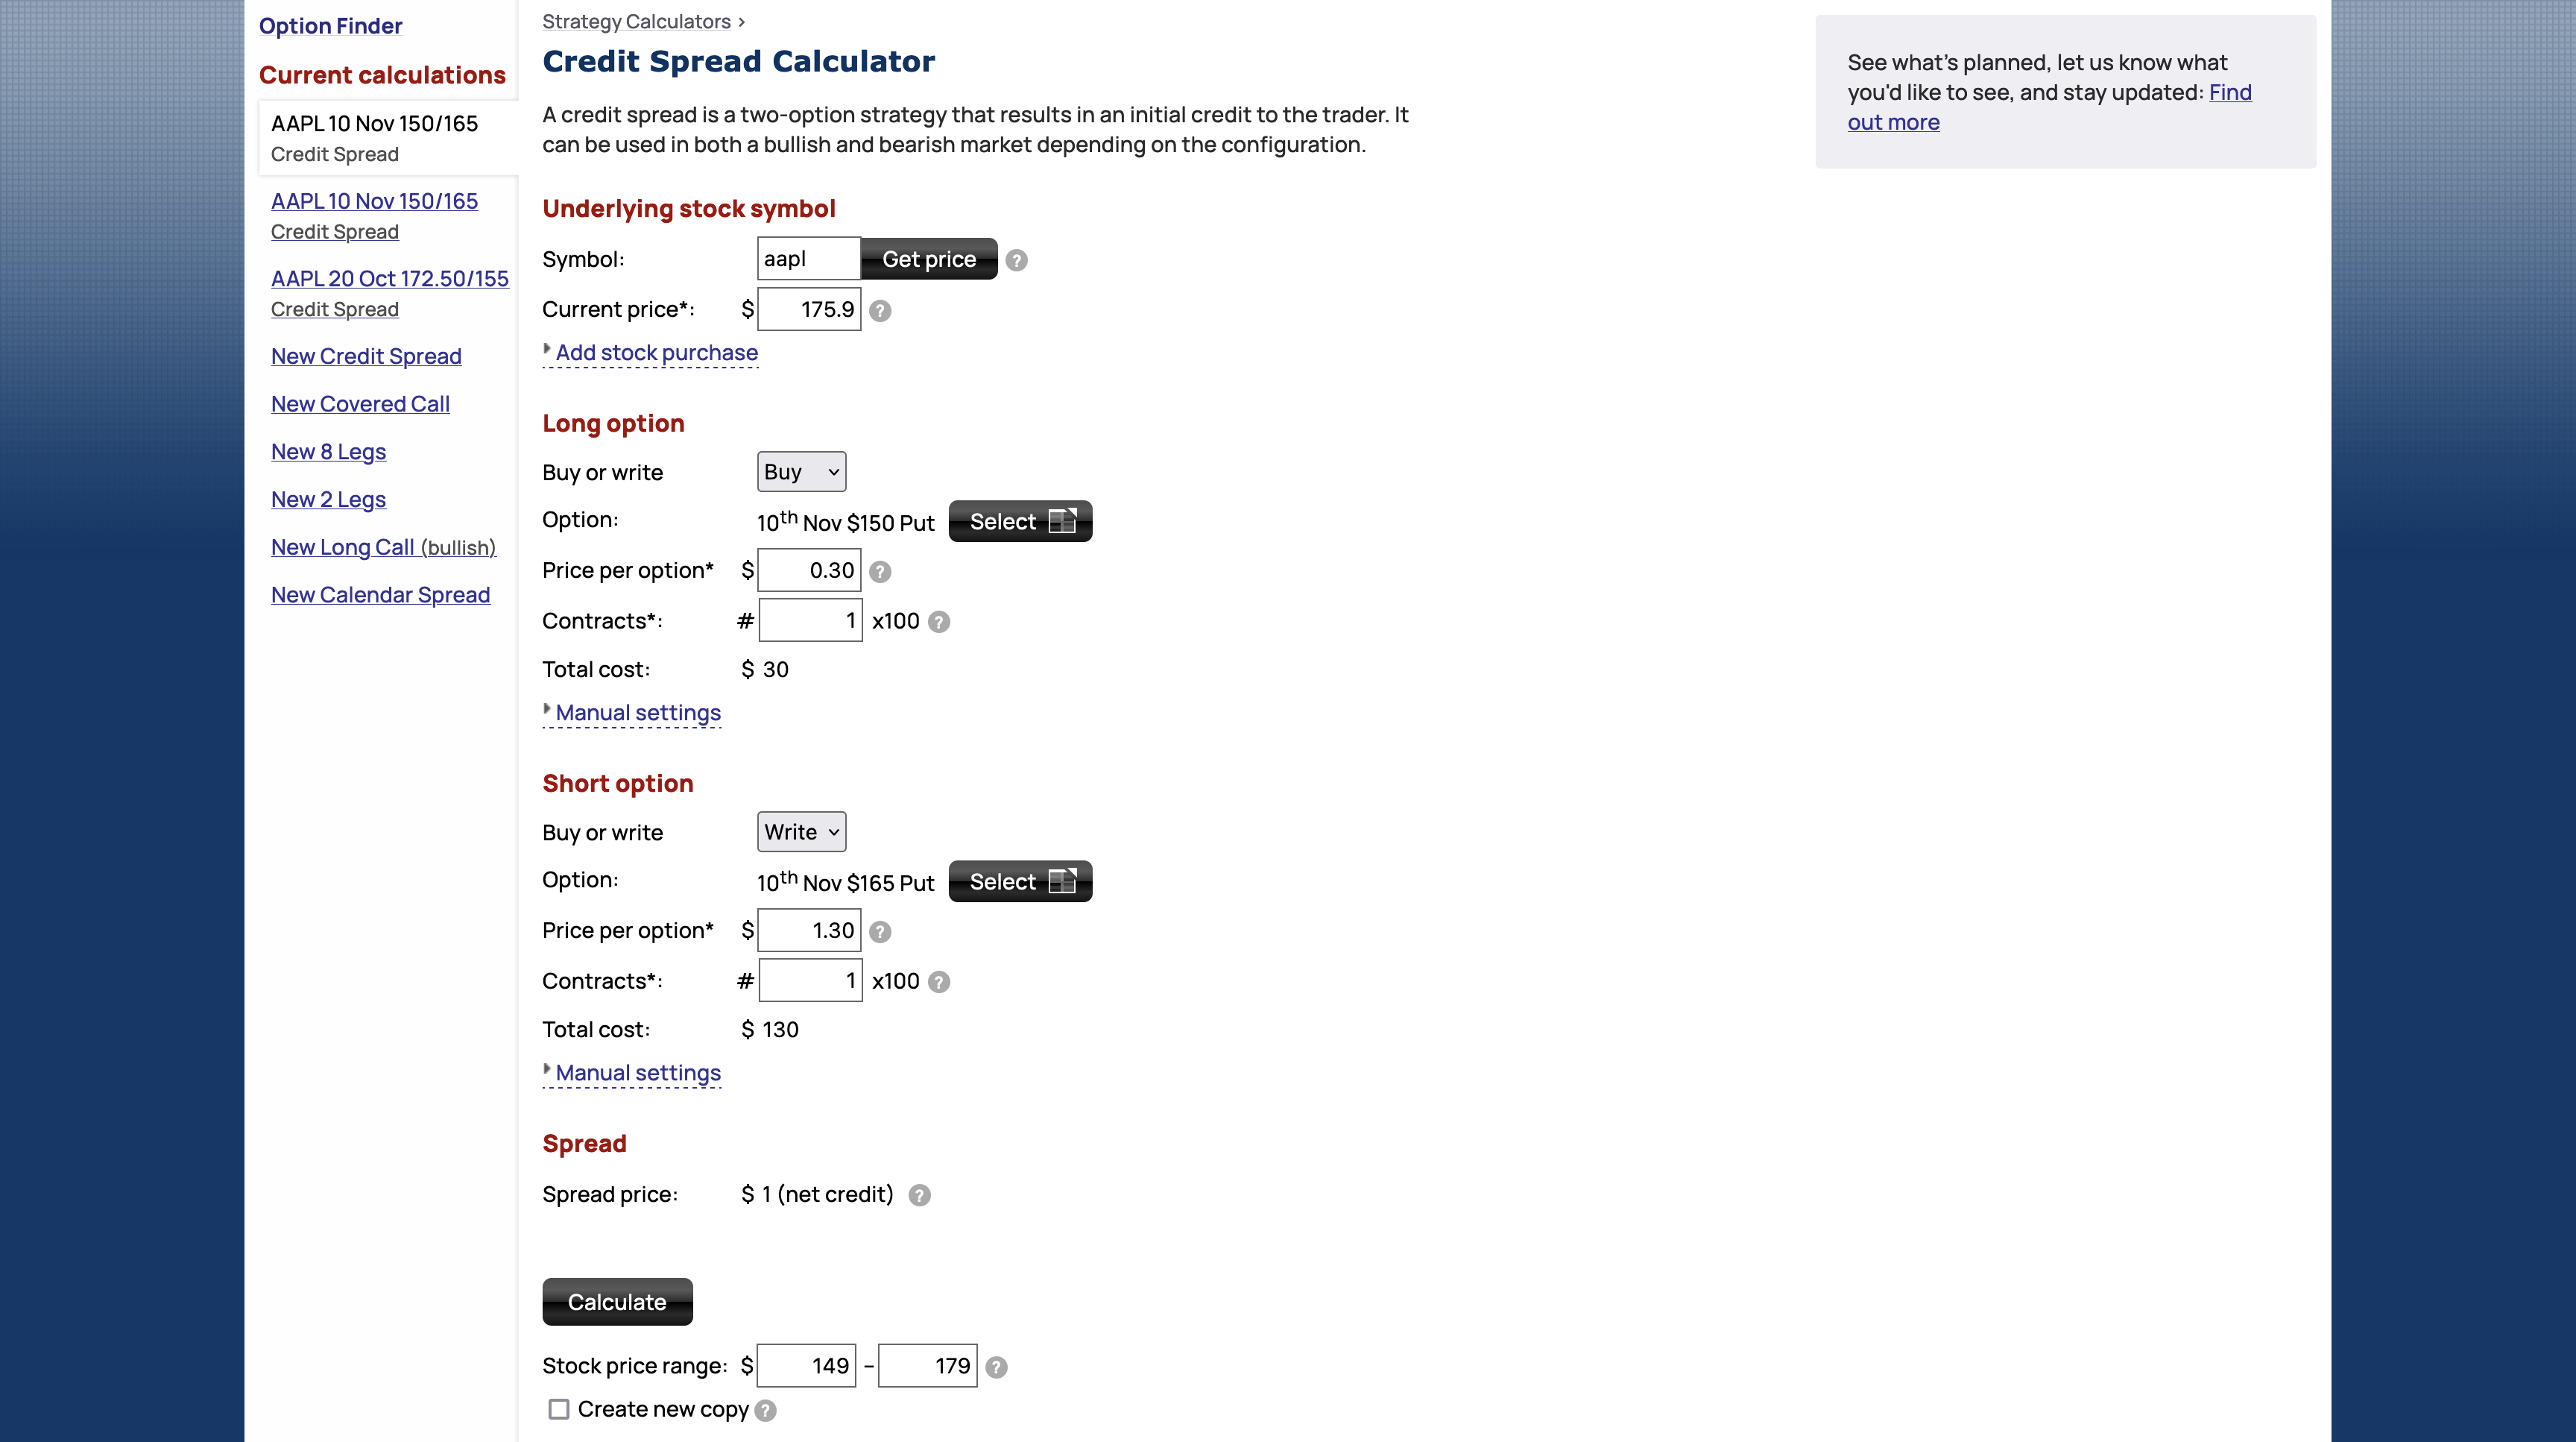 Option Finder
Current calculations
AAPL 10 Nov 150/165
Credit Spread
AAPL 10 Nov 150/165
Credit Spread
AAPL 20 Oct 172.50/155
Credit Spread
New Credit Spread
New Covered Call
New 8 Legs
New 2 Legs
New Long Call (bullish)
New Calendar Spread
Strategy Calculators ›
Credit Spread Calculator
A credit spread is a two-option strategy that results in an initial credit to the trader. It
can be used in both a bullish and bearish market depending on the configuration.
Underlying stock symbol
Symbol: aapl Get price ?
Current price*: $ 175.9 ?
Add stock purchase
Long option
Buy or write Buy
Option: 10th Nov $150 Put Select
Price per option* $ 0.30 ?
Contracts*: # 1 x100 ?
Total cost: $ 30
Manual settings
Short option
Buy or write Write
Option: 10th Nov $165 Put Select
Price per option* $ 1.30 ?
Contracts*: # 1 x100 ?
Total cost: $ 130
Manual settings
Spread
Spread price: $ 1 (net credit) ?
Calculate
Stock price range: $ 149 – 179 ?
Create new copy ?
See what's planned, let us know what
you'd like to see, and stay updated: Find
out more